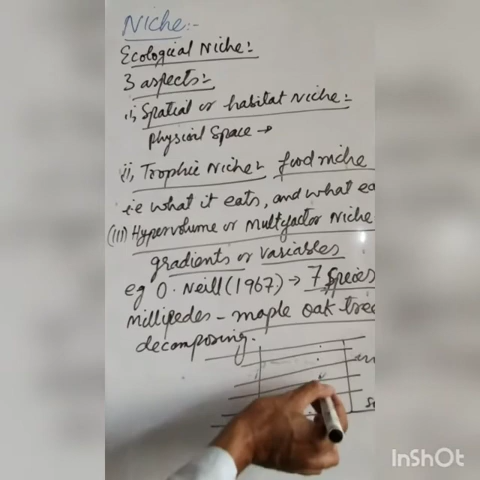 Niche:-
Ecological Niche:-
3 aspects:-
(i) Spatial or habitat Niche:-
physical space →
(ii) Trophic Niche:- food niche
i.e what it eats, and what ea
(III) Hypervolume or Multyfactor Niche
gradients or variables
eg O. Neill (1967) → 7 Species
Millipedes - maple oak tree
decomposing.
InShOt